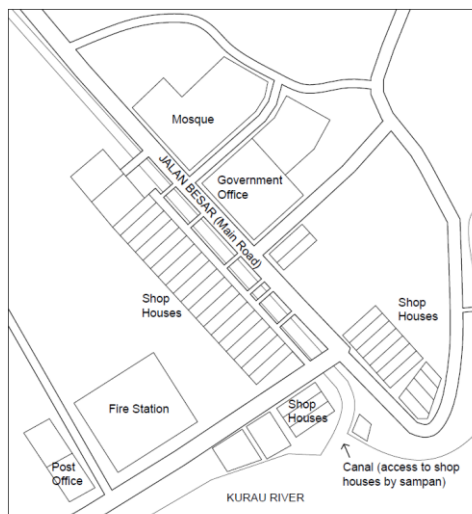 Mosque
JALAN BESAR (Main Road)
Government
Office
Shop
Houses
Shop
Houses
Fire Station
Shop
Houses
Post
Office
Canal (access to shop
houses by sampan)
KURAU RIVER